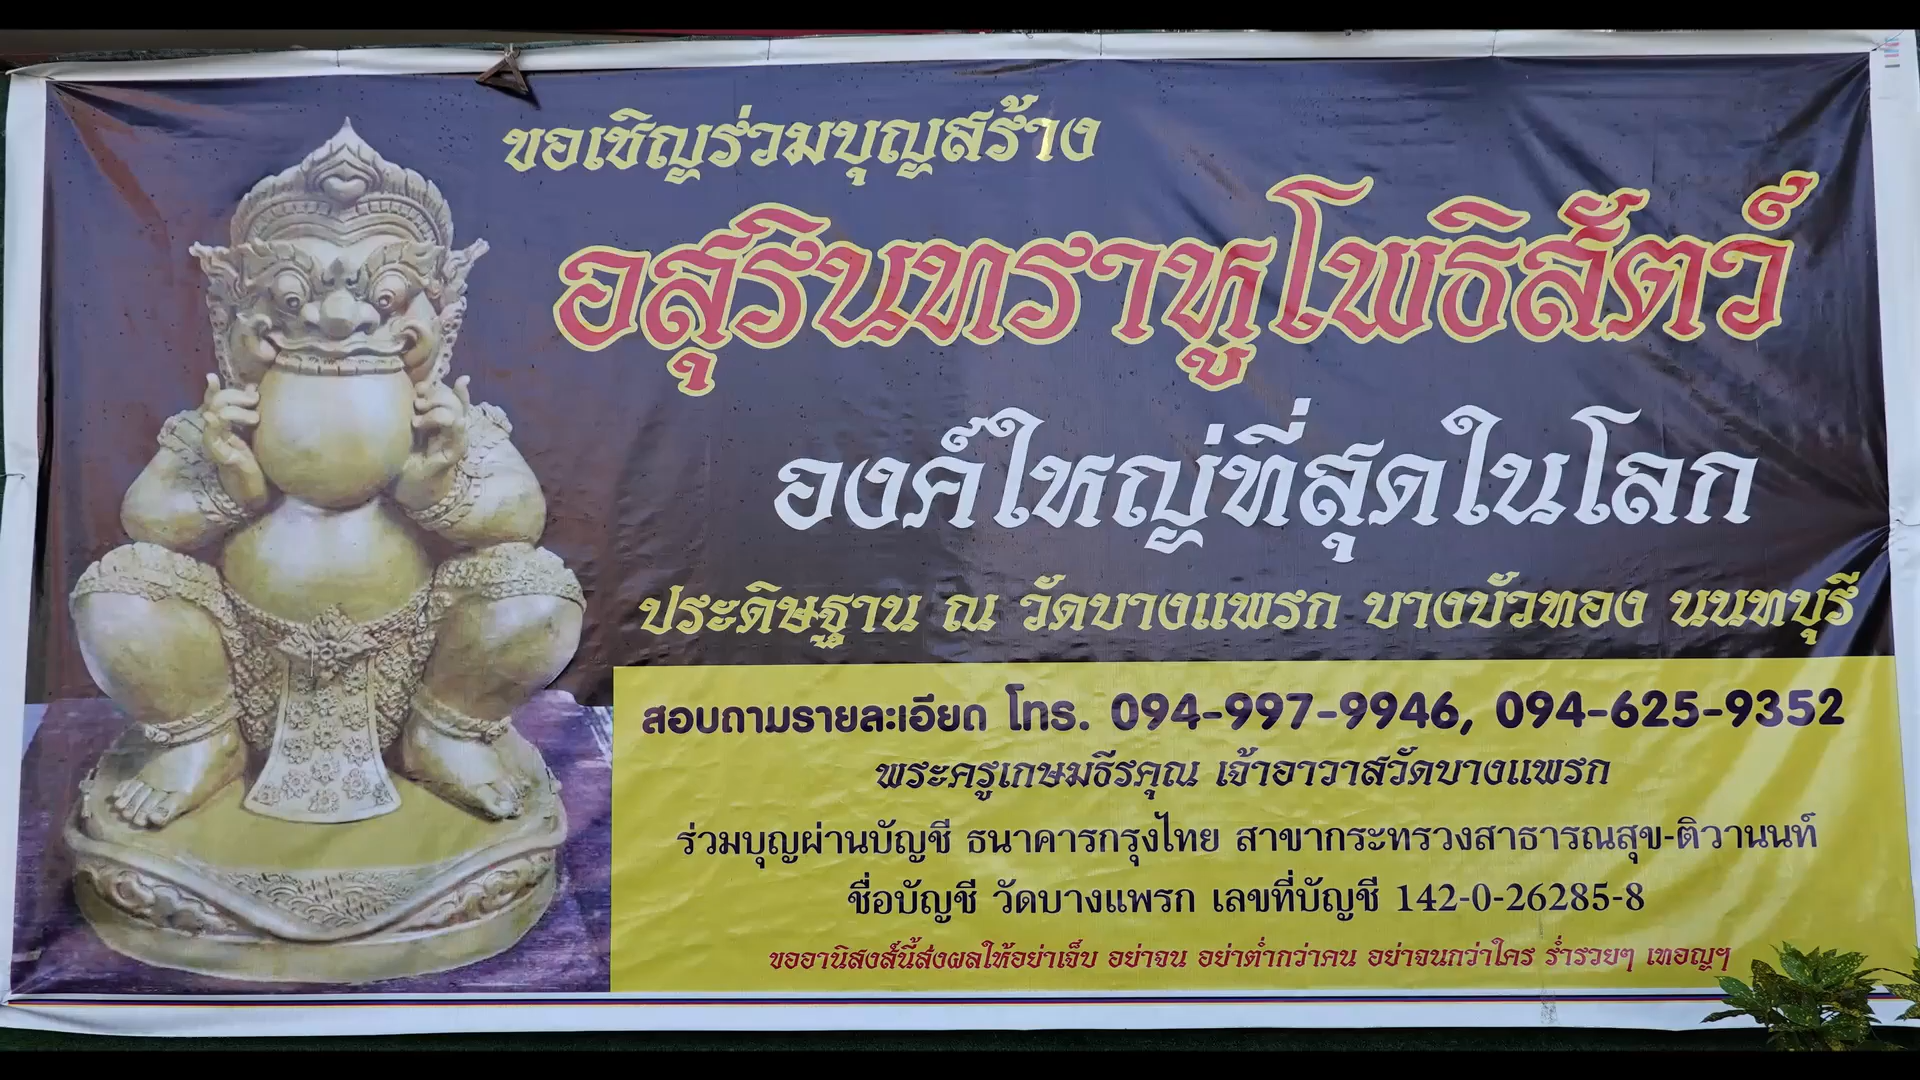 ขอเชิญร่วมบุญสร้าง
อสุรินทราหูโพธิสัตว์
องค์ใหญ่ที่สุดในโลก
ประดิษฐาน ณ วัดบางแพรก บางบัวทอง นนทบุรี
สอบถามรายละเอียด โทร. 094-997-9946, 094-625-9352
พระครูเกษมธีรคุณ เจ้าอาวาสวัดบางแพรก
ร่วมบุญผ่านบัญชี ธนาคารกรุงไทย สาขากระทรวงสาธารณสุข-ติวานนท์
ชื่อบัญชี วัดบางแพรก เลขที่บัญชี 142-0-26285-8
ขออานิสงส์นี้ส่งผลให้อย่าเจ็บ อย่าจน อย่าต่ำกว่าคน อย่าจนกว่าใคร ร่ำรวยๆ เทอญฯ